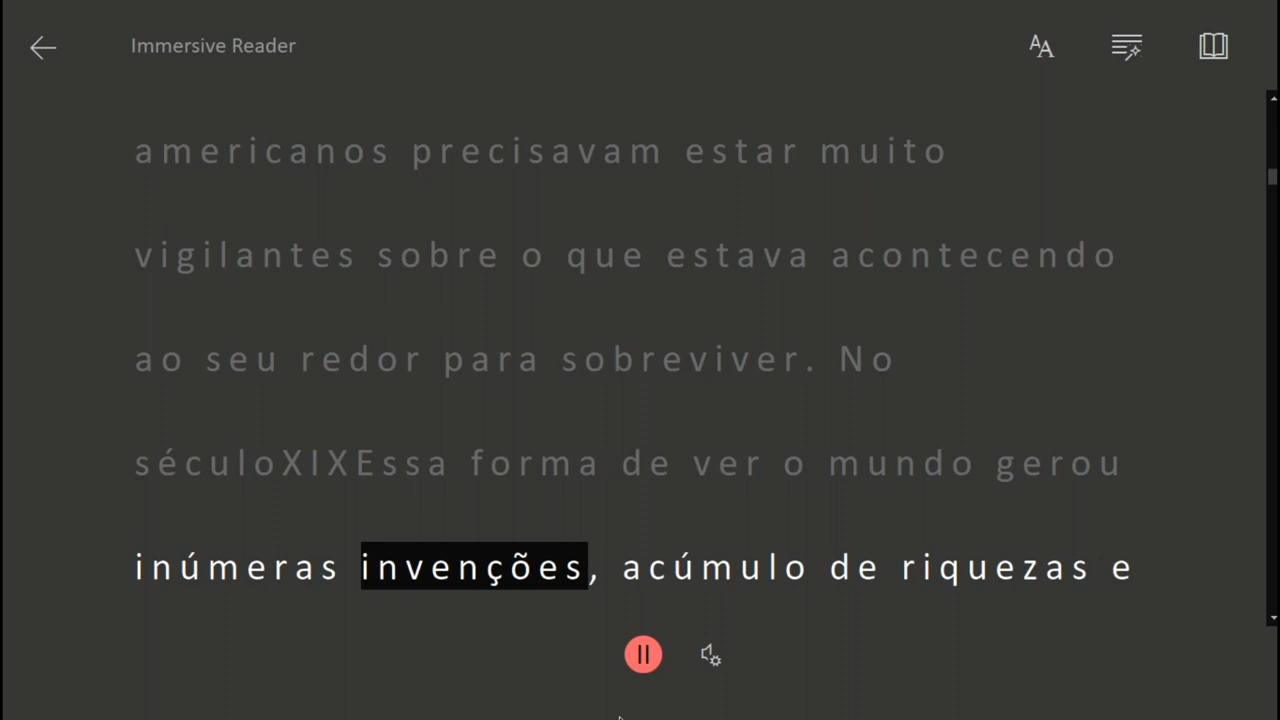 Immersive Reader
americanos precisavam estar muito
vigilantes sobre o que estava acontecendo
ao seu redor para sobreviver. No
séculoXIXEssa forma de ver o mundo gerou
inúmeras invenções, acúmulo de riquezas e